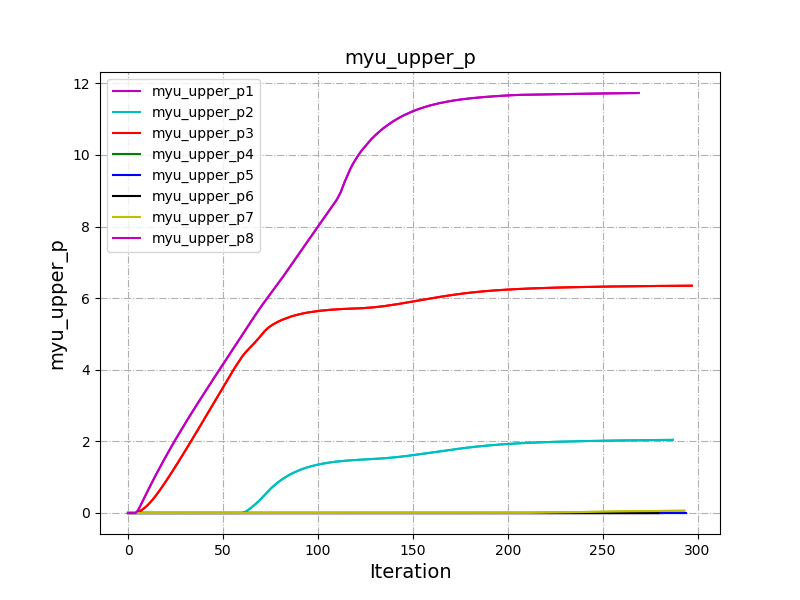 myu_upper_p
12
10
8
6
4
2
0
myu_upper_p
myu_upper_p1
myu_upper_p2
myu_upper_p3
myu_upper_p4
myu_upper_p5
myu_upper_p6
myu_upper_p7
myu_upper_p8
0 50 100 150 200 250 300
Iteration